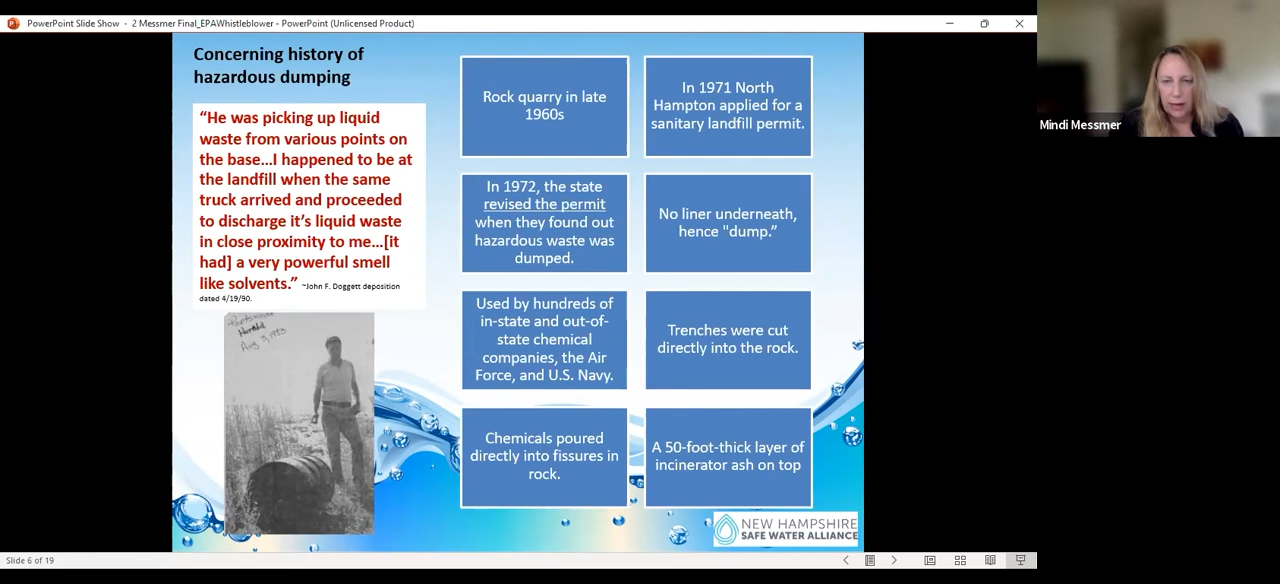 PowerPoint Slide Show - 2 Messmer Final_EPAWhistleblower - PowerPoint (Unlicensed Product)
Concerning history of
hazardous dumping
“He was picking up liquid
waste from various points on
the base…I happened to be at
the landfill when the same
truck arrived and proceeded
to discharge it’s liquid waste
in close proximity to me…[it
had] a very powerful smell
like solvents.” ~John F. Doggett deposition
dated 4/19/90.
Portsmouth
Herald
Aug 3, 1983
Rock quarry in late
1960s
In 1971 North
Hampton applied for a
sanitary landfill permit.
In 1972, the state
revised the permit
when they found out
hazardous waste was
dumped.
No liner underneath,
hence "dump.”
Used by hundreds of
in-state and out-of-
state chemical
companies, the Air
Force, and U.S. Navy.
Trenches were cut
directly into the rock.
Chemicals poured
directly into fissures in
rock.
A 50-foot-thick layer of
incinerator ash on top
NEW HAMPSHIRE
SAFE WATER ALLIANCE
Slide 6 of 19
Mindi Messmer